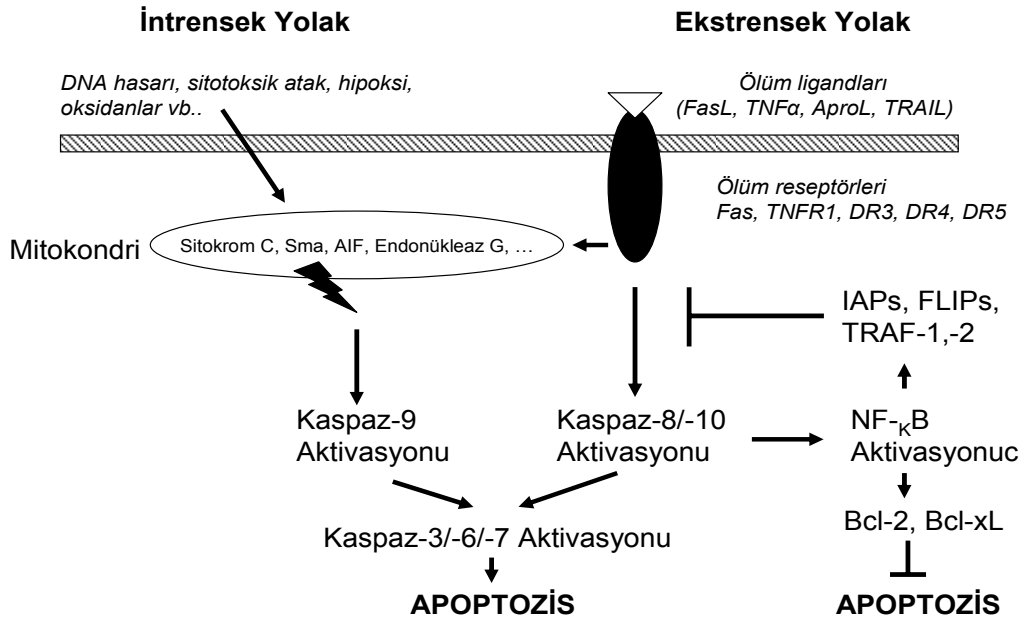 İntrensek Yolak
Ekstrensek Yolak
DNA hasarı, sitotoksik atak, hipoksi,
oksidanlar vb..
Ölüm ligandları
(FasL, TNFα, AproL, TRAIL)
Ölüm reseptörleri
Fas, TNFR1, DR3, DR4, DR5
Mitokondri
Sitokrom C, Sma, AIF, Endonükleaz G, …
IAPs, FLIPs,
TRAF-1,-2
Kaspaz-9
Aktivasyonu
Kaspaz-8/-10
Aktivasyonu
NF-κB
Aktivasyonuc
Bcl-2, Bcl-xL
Kaspaz-3/-6/-7 Aktivasyonu
APOPTOZİS
APOPTOZİS